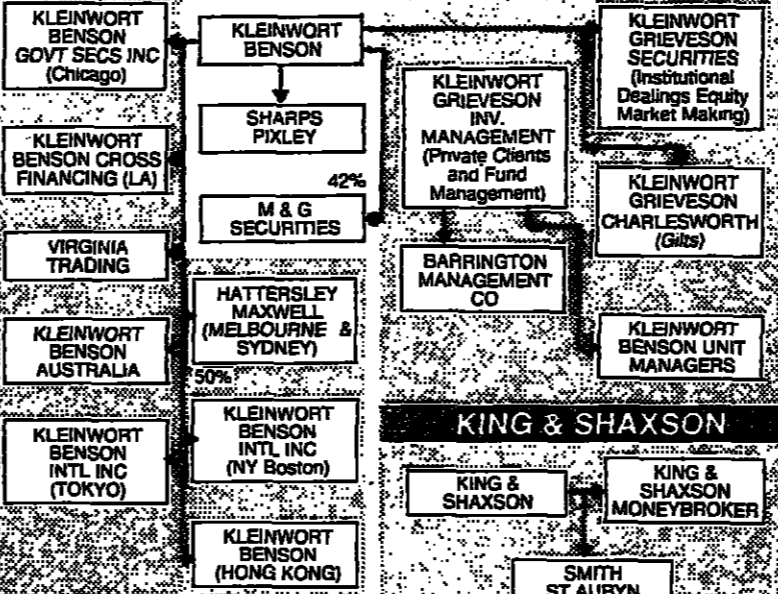 KLEINWORT
BENSON
GOVT SECS INC
(Chicago)
KLEINWORT
BENSON
KLEINWORT
GRIEVESON
SECURITIES
(Institutional
Dealings Equity
Market Making)
KLEINWORT
GRIEVESON
INV.
MANAGEMENT
(Private Clients
and Fund
Management)
SHARPS
PIXLEY
KLEINWORT
BENSON CROSS
FINANCING (LA)
42%
M & G
SECURITIES
KLEINWORT
GRIEVESON
CHARLESWORTH
(Gilts)
VIRGINIA
TRADING
BARRINGTON
MANAGEMENT
CO
HATTERSLEY
MAXWELL
(MELBOURNE &
SYDNEY)
KLEINWORT
BENSON
AUSTRALIA
50%
KLEINWORT
BENSON UNIT
MANAGERS
KLEINWORT
BENSON
INTL INC
(NY Boston)
KLEINWORT
BENSON
INTL INC
(TOKYO)
KLEINWORT
BENSON
(HONG KONG)
KING & SHAXSON
KING &
SHAXSON
KING &
SHAXSON
MONEYBROKER
SMITH
ST AUBYN